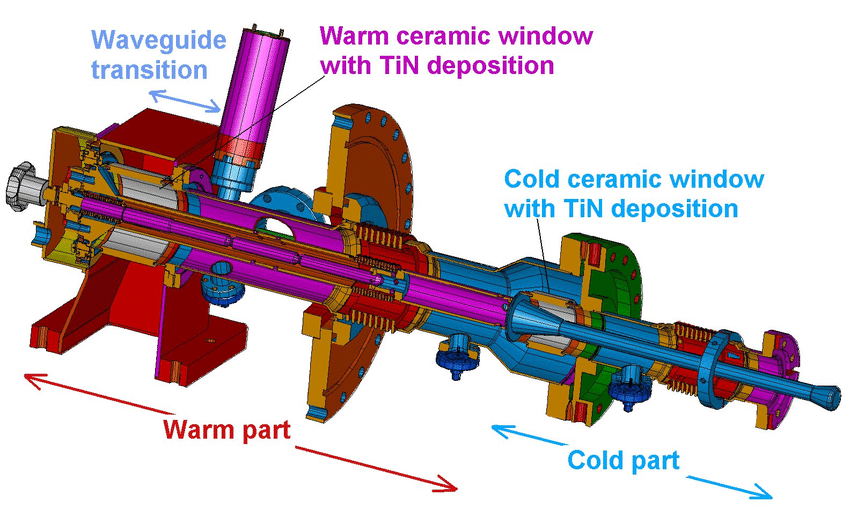 Waveguide
transition
Warm ceramic window
with TiN deposition
Cold ceramic window
with TiN deposition
Warm part
Cold part